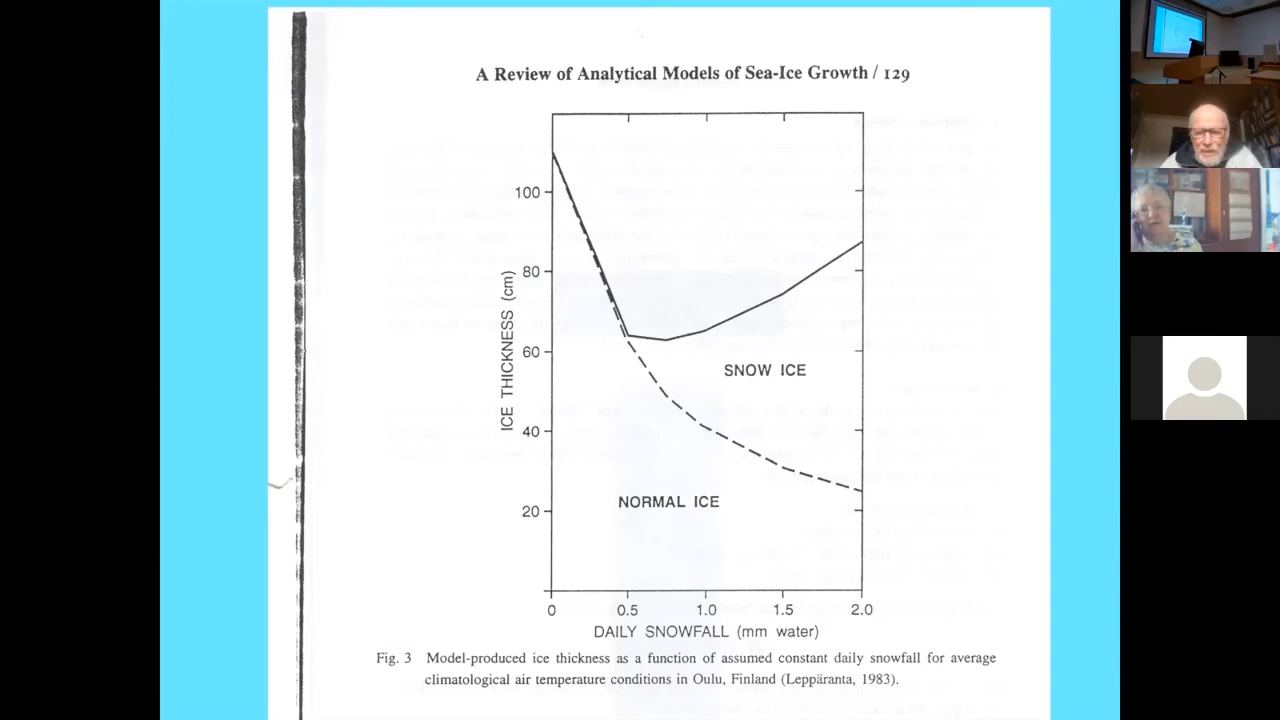 A Review of Analytical Models of Sea-Ice Growth / 129
100
80
60
40
20
ICE THICKNESS (cm)
SNOW ICE
NORMAL ICE
0 0.5 1.0 1.5 2.0
DAILY SNOWFALL (mm water)
Fig. 3 Model-produced ice thickness as a function of assumed constant daily snowfall for average
climatological air temperature conditions in Oulu, Finland (Leppäranta, 1983).